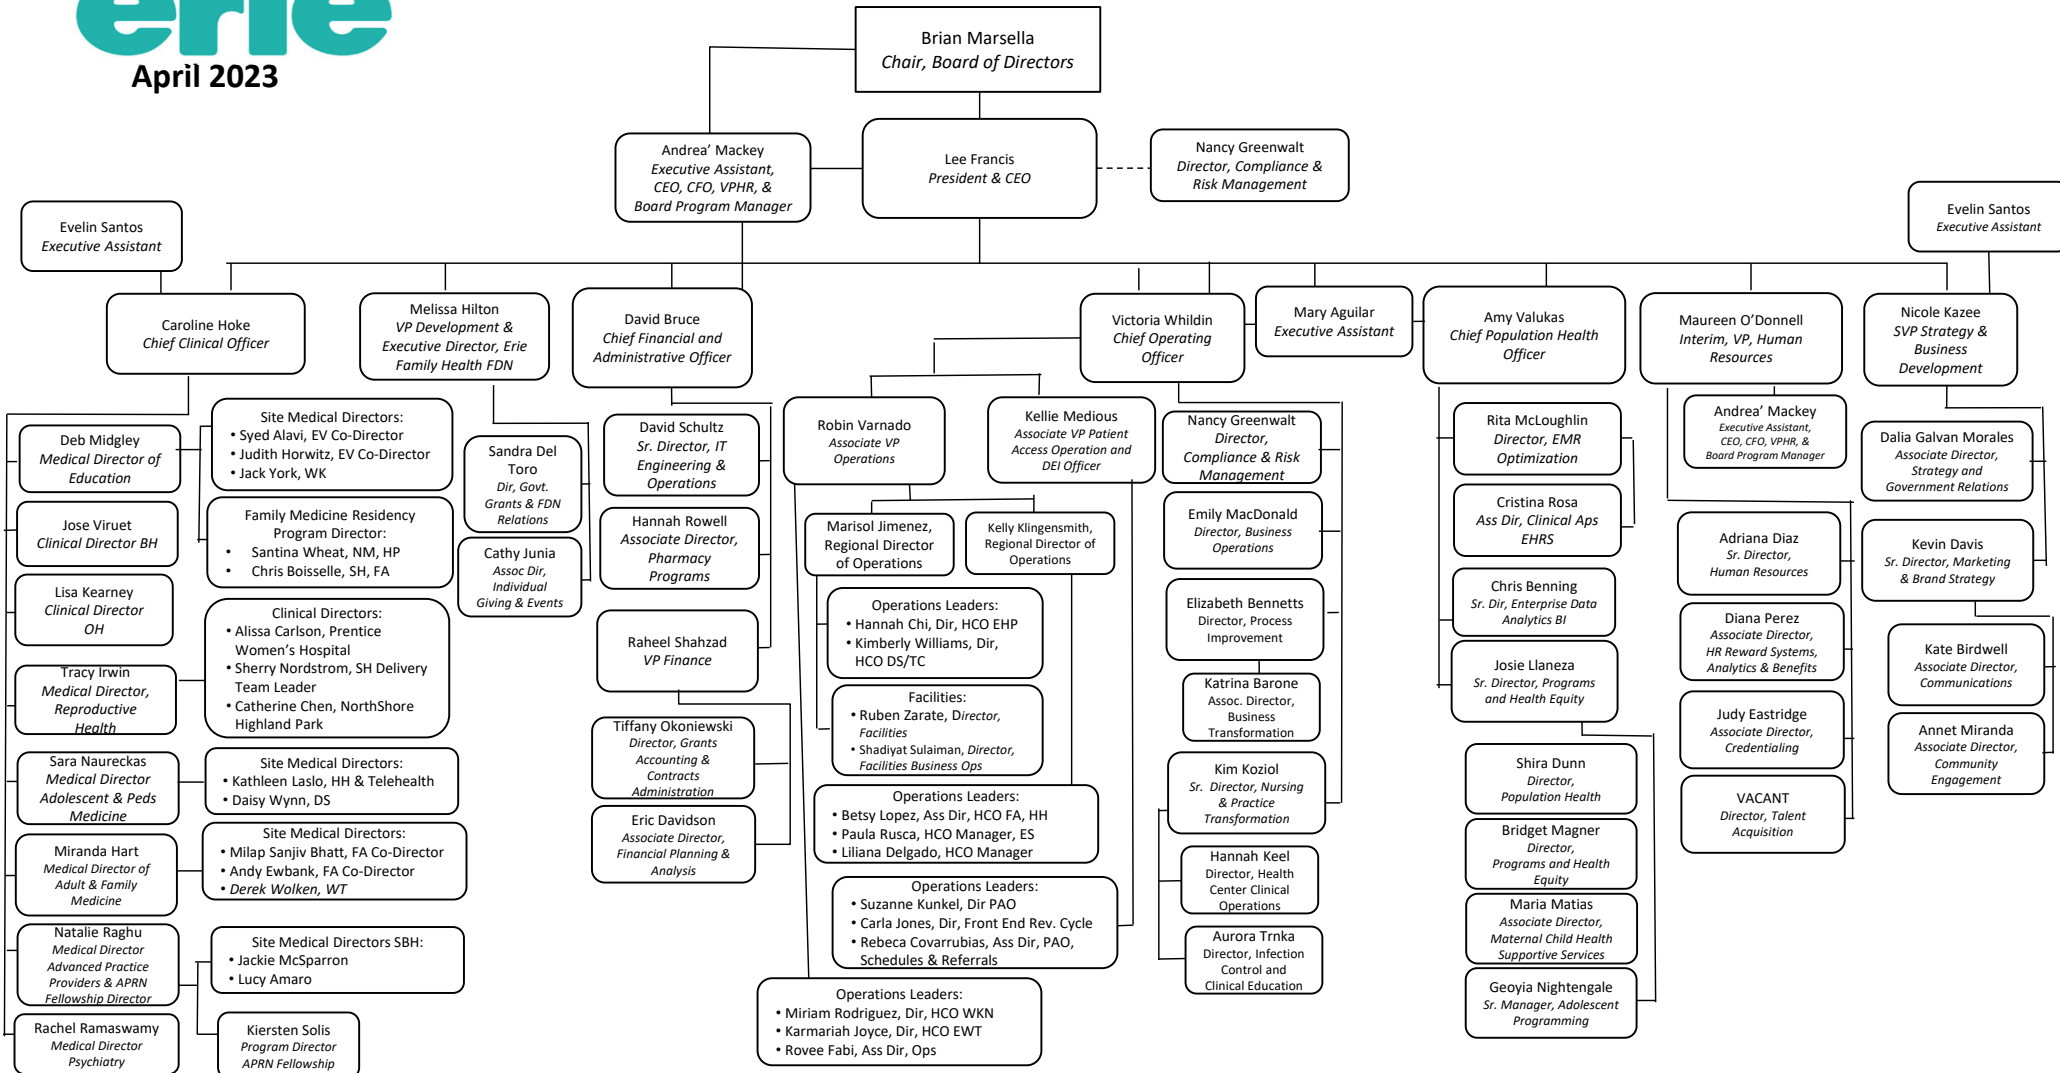 erie
April 2023
Brian Marsella
Chair, Board of Directors
Andrea’ Mackey
Executive Assistant,
CEO, CFO, VPHR, &
Board Program Manager
Lee Francis
President & CEO
Nancy Greenwalt
Director, Compliance &
Risk Management
Evelin Santos
Executive Assistant
Evelin Santos
Executive Assistant
Caroline Hoke
Chief Clinical Officer
Melissa Hilton
VP Development &
Executive Director, Erie
Family Health FDN
David Bruce
Chief Financial and
Administrative Officer
Victoria Whildin
Chief Operating
Officer
Mary Aguilar
Executive Assistant
Amy Valukas
Chief Population Health
Officer
Maureen O’Donnell
Interim, VP, Human
Resources
Nicole Kazee
SVP Strategy &
Business
Development
Deb Midgley
Medical Director of
Education
Jose Viruet
Clinical Director BH
Lisa Kearney
Clinical Director
OH
Tracy Irwin
Medical Director,
Reproductive
Health
Sara Naureckas
Medical Director
Adolescent & Peds
Medicine
Miranda Hart
Medical Director of
Adult & Family
Medicine
Natalie Raghu
Medical Director
Advanced Practice
Providers & APRN
Fellowship Director
Rachel Ramaswamy
Medical Director
Psychiatry
Site Medical Directors:
• Syed Alavi, EV Co-Director
• Judith Horwitz, EV Co-Director
• Jack York, WK
Family Medicine Residency
Program Director:
• Santina Wheat, NM, HP
• Chris Boisselle, SH, FA
Clinical Directors:
• Alissa Carlson, Prentice
Women’s Hospital
• Sherry Nordstrom, SH Delivery
Team Leader
• Catherine Chen, NorthShore
Highland Park
Site Medical Directors:
• Kathleen Laslo, HH & Telehealth
• Daisy Wynn, DS
Site Medical Directors:
• Milap Sanjiv Bhatt, FA Co-Director
• Andy Ewbank, FA Co-Director
• Derek Wolken, WT
Site Medical Directors SBH:
• Jackie McSparron
• Lucy Amaro
Kiersten Solis
Program Director
APRN Fellowship
Sandra Del
Toro
Dir, Govt.
Grants & FDN
Relations
Cathy Junia
Assoc Dir,
Individual
Giving & Events
David Schultz
Sr. Director, IT
Engineering &
Operations
Hannah Rowell
Associate Director,
Pharmacy
Programs
Raheel Shahzad
VP Finance
Tiffany Okoniewski
Director, Grants
Accounting &
Contracts
Administration
Eric Davidson
Associate Director,
Financial Planning &
Analysis
Robin Varnado
Associate VP
Operations
Kellie Medious
Associate VP Patient
Access Operation and
DEI Officer
Marisol Jimenez,
Regional Director
of Operations
Kelly Klingensmith,
Regional Director of
Operations
Operations Leaders:
• Hannah Chi, Dir, HCO EHP
• Kimberly Williams, Dir,
HCO DS/TC
Facilities:
• Ruben Zarate, Director,
Facilities
• Shadiyat Sulaiman, Director,
Facilities Business Ops
Operations Leaders:
• Betsy Lopez, Ass Dir, HCO FA, HH
• Paula Rusca, HCO Manager, ES
• Liliana Delgado, HCO Manager
Operations Leaders:
• Suzanne Kunkel, Dir PAO
• Carla Jones, Dir, Front End Rev. Cycle
• Rebeca Covarrubias, Ass Dir, PAO,
Schedules & Referrals
Operations Leaders:
• Miriam Rodriguez, Dir, HCO WKN
• Karmariah Joyce, Dir, HCO EWT
• Rovee Fabi, Ass Dir, Ops
Nancy Greenwalt
Director,
Compliance & Risk
Management
Emily MacDonald
Director, Business
Operations
Elizabeth Bennetts
Director, Process
Improvement
Katrina Barone
Assoc. Director,
Business
Transformation
Kim Koziol
Sr. Director, Nursing
& Practice
Transformation
Hannah Keel
Director, Health
Center Clinical
Operations
Aurora Trnka
Director, Infection
Control and
Clinical Education
Rita McLoughlin
Director, EMR
Optimization
Cristina Rosa
Ass Dir, Clinical Aps
EHRS
Chris Benning
Sr. Dir, Enterprise Data
Analytics BI
Josie Llaneza
Sr. Director, Programs
and Health Equity
Shira Dunn
Director,
Population Health
Bridget Magner
Director,
Programs and Health
Equity
Maria Matias
Associate Director,
Maternal Child Health
Supportive Services
Geoyia Nightengale
Sr. Manager, Adolescent
Programming
Andrea’ Mackey
Executive Assistant,
CEO, CFO, VPHR, &
Board Program Manager
Adriana Diaz
Sr. Director,
Human Resources
Diana Perez
Associate Director,
HR Reward Systems,
Analytics & Benefits
Judy Eastridge
Associate Director,
Credentialing
VACANT
Director, Talent
Acquisition
Dalia Galvan Morales
Associate Director,
Strategy and
Government Relations
Kevin Davis
Sr. Director, Marketing
& Brand Strategy
Kate Birdwell
Associate Director,
Communications
Annet Miranda
Associate Director,
Community
Engagement